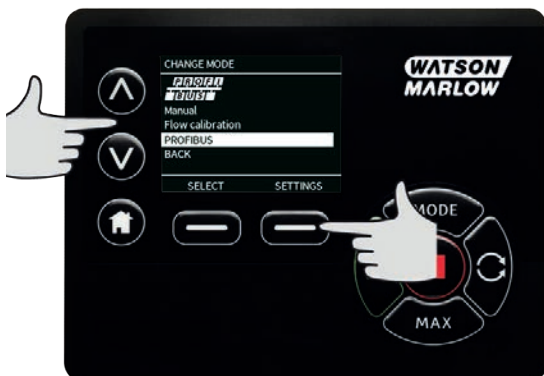 CHANGE MODE
PROFI
BUS
Manual
Flow calibration
PROFIBUS
BACK
SELECT SETTINGS
WATSON
MARLOW
MODE
MAX